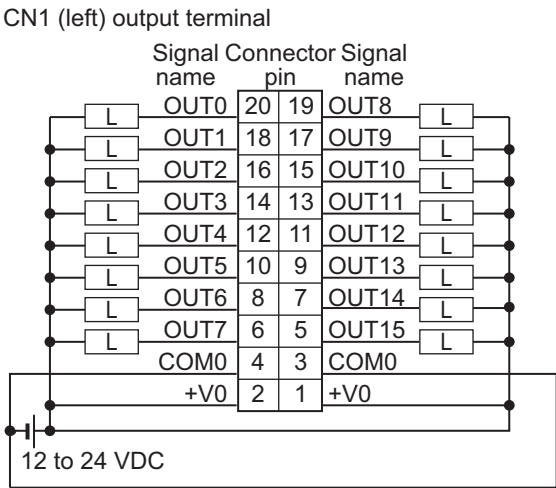 CN1 (left) output terminal
Signal Connector Signal
name pin name
L OUT0 20 19 OUT8 L
L OUT1 18 17 OUT9 L
L OUT2 16 15 OUT10 L
L OUT3 14 13 OUT11 L
L OUT4 12 11 OUT12 L
L OUT5 10 9 OUT13 L
L OUT6 8 7 OUT14 L
L OUT7 6 5 OUT15 L
COM0 4 3 COM0
+V0 2 1 +V0
12 to 24 VDC